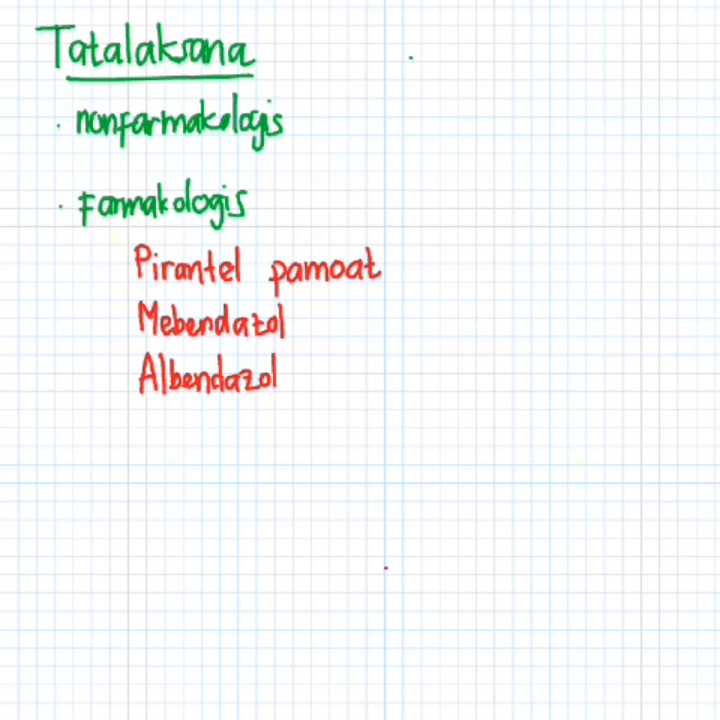 Tatalaksana
· nonfarmakologis
· Farmakologis
Pirantel pamoat
Mebendazol
Albendazol